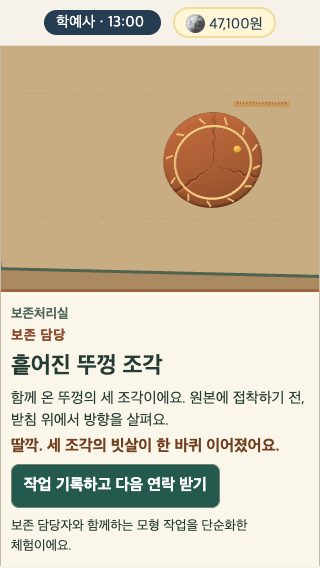 학예사 · 13:00
47,100원
보존처리실
보존 담당
흩어진 뚜껑 조각
함께 온 뚜껑의 세 조각이에요. 원본에 접착하기 전,
받침 위에서 방향을 살펴요.
딸깍. 세 조각의 빗살이 한 바퀴 이어졌어요.
작업 기록하고 다음 연락 받기
보존 담당자와 함께하는 모형 작업을 단순화한
체험이에요.